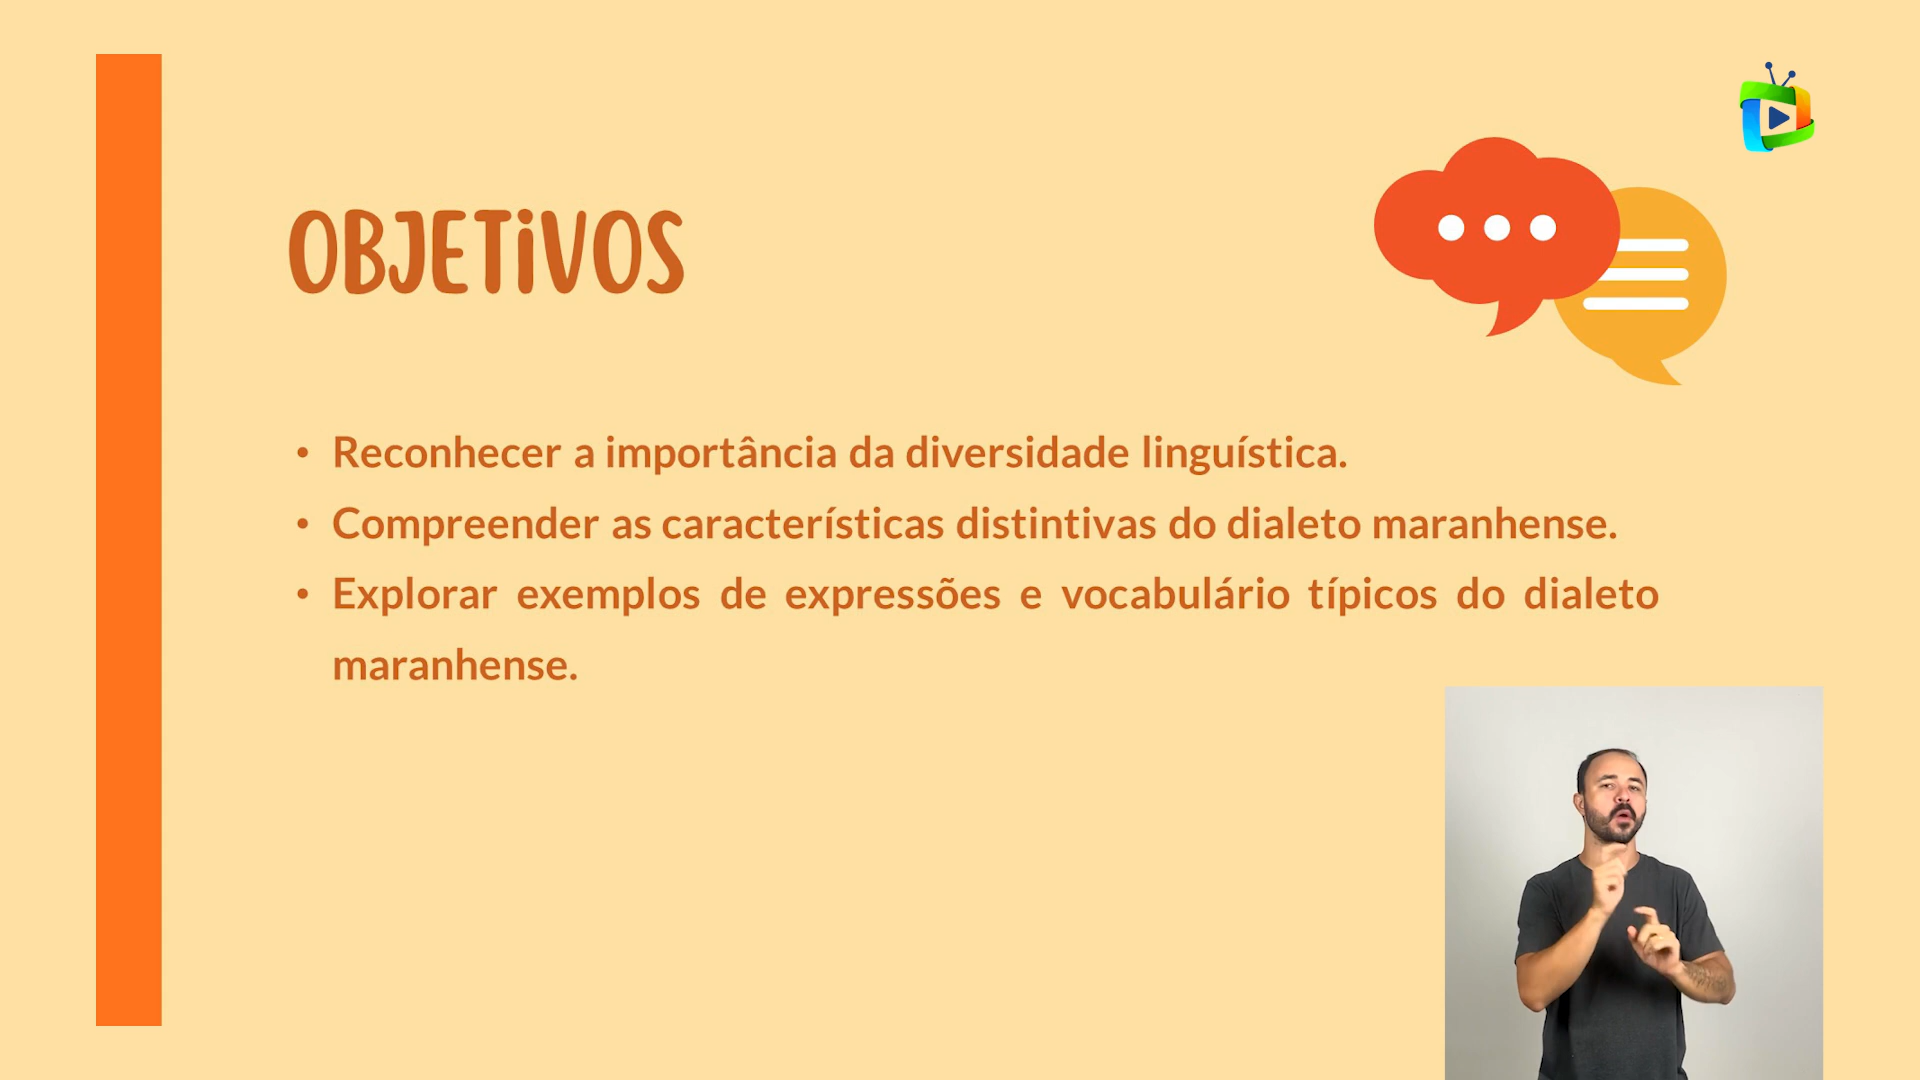 OBJETiVOS
• Reconhecer a importância da diversidade linguística.
• Compreender as características distintivas do dialeto maranhense.
• Explorar exemplos de expressões e vocabulário típicos do dialeto
maranhense.